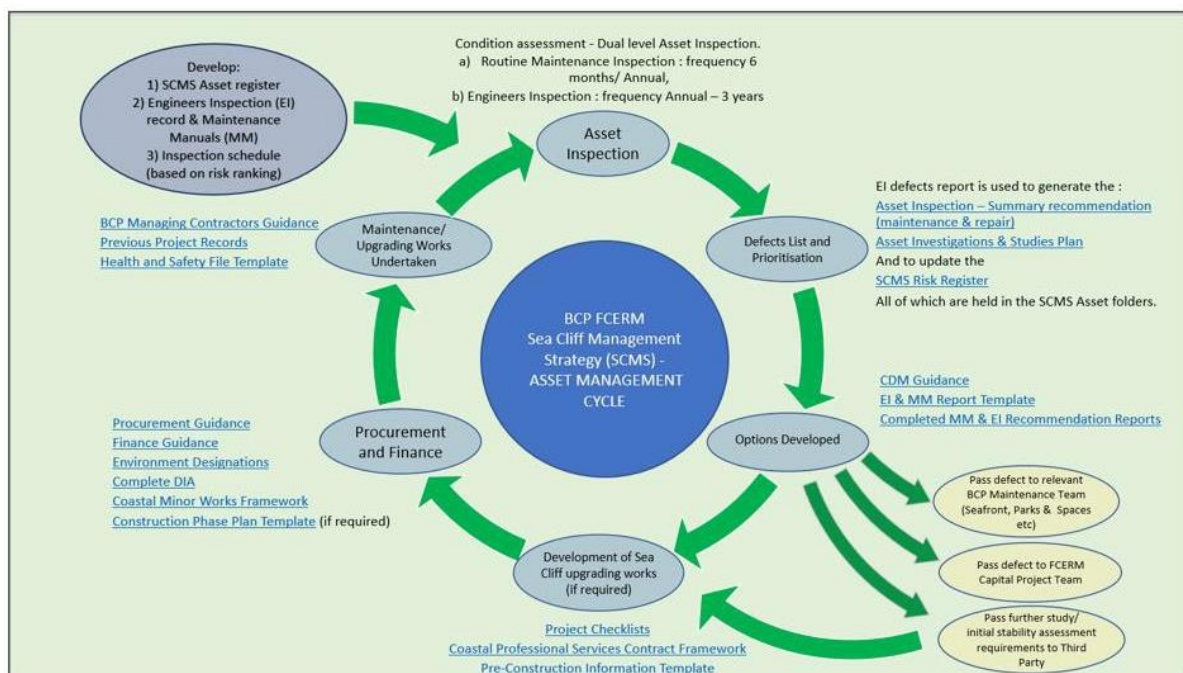 Develop:
1) SCMS Asset register
2) Engineers Inspection (EI)
record & Maintenance
Manuals (MM)
3) Inspection schedule
(based on risk ranking)
Condition assessment - Dual level Asset Inspection.
a) Routine Maintenance Inspection : frequency 6
months/ Annual,
b) Engineers Inspection : frequency Annual – 3 years
Asset
Inspection
EI defects report is used to generate the :
Asset Inspection – Summary recommendation
(maintenance & repair)
Asset Investigations & Studies Plan
And to update the
SCMS Risk Register
All of which are held in the SCMS Asset folders.
Defects List and
Prioritisation
BCP Managing Contractors Guidance
Previous Project Records
Health and Safety File Template
Maintenance/
Upgrading Works
Undertaken
BCP FCERM
Sea Cliff Management
Strategy (SCMS) -
ASSET MANAGEMENT
CYCLE
CDM Guidance
EI & MM Report Template
Completed MM & EI Recommendation Reports
Options Developed
Procurement Guidance
Finance Guidance
Environment Designations
Complete DIA
Coastal Minor Works Framework
Construction Phase Plan Template (if required)
Procurement
and Finance
Pass defect to relevant
BCP Maintenance Team
(Seafront, Parks & Spaces
etc)
Pass defect to FCERM
Capital Project Team
Pass further study/
initial stability assessment
requirements to Third
Party
Development of Sea
Cliff upgrading works
(if required)
Project Checklists
Coastal Professional Services Contract Framework
Pre-Construction Information Template